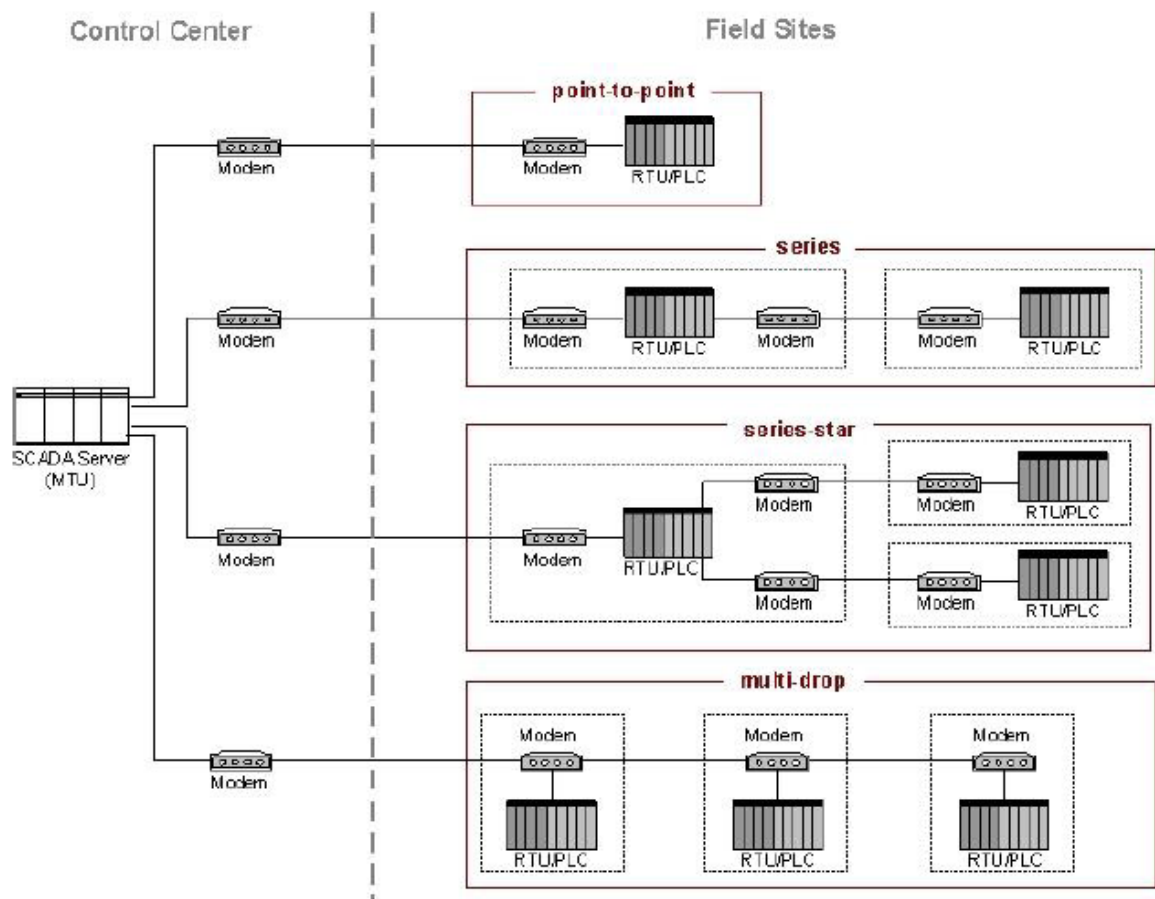 Control Center
Field Sites
point-to-point
Modem
Modem
RTU/PLC
series
Modem
RTU/PLC
Modem
Modem
RTU/PLC
SCADA Server
(MTU)
series-star
Modem
Modem
RTU/PLC
Modem
Modem
RTU/PLC
Modem
Modem
RTU/PLC
multi-drop
Modem
Modem
Modem
Modem
RTU/PLC
RTU/PLC
RTU/PLC